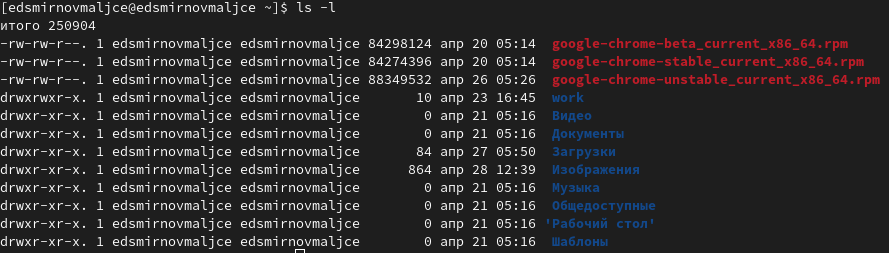 [edsmirnovmaljce@edsmirnovmaljce ~]$ ls -l
итого 250904
-rw-rw-r--. 1 edsmirnovmaljce edsmirnovmaljce 84298124 апр 20 05:14  google-chrome-beta_current_x86_64.rpm
-rw-rw-r--. 1 edsmirnovmaljce edsmirnovmaljce 84274396 апр 20 05:14  google-chrome-stable_current_x86_64.rpm
-rw-rw-r--. 1 edsmirnovmaljce edsmirnovmaljce 88349532 апр 26 05:26  google-chrome-unstable_current_x86_64.rpm
drwxrwxr-x. 1 edsmirnovmaljce edsmirnovmaljce       10 апр 23 16:45  work
drwxr-xr-x. 1 edsmirnovmaljce edsmirnovmaljce        0 апр 21 05:16  Видео
drwxr-xr-x. 1 edsmirnovmaljce edsmirnovmaljce        0 апр 21 05:16  Документы
drwxr-xr-x. 1 edsmirnovmaljce edsmirnovmaljce       84 апр 27 05:50  Загрузки
drwxr-xr-x. 1 edsmirnovmaljce edsmirnovmaljce      864 апр 28 12:39  Изображения
drwxr-xr-x. 1 edsmirnovmaljce edsmirnovmaljce        0 апр 21 05:16  Музыка
drwxr-xr-x. 1 edsmirnovmaljce edsmirnovmaljce        0 апр 21 05:16  Общедоступные
drwxr-xr-x. 1 edsmirnovmaljce edsmirnovmaljce        0 апр 21 05:16 'Рабочий стол'
drwxr-xr-x. 1 edsmirnovmaljce edsmirnovmaljce        0 апр 21 05:16  Шаблоны